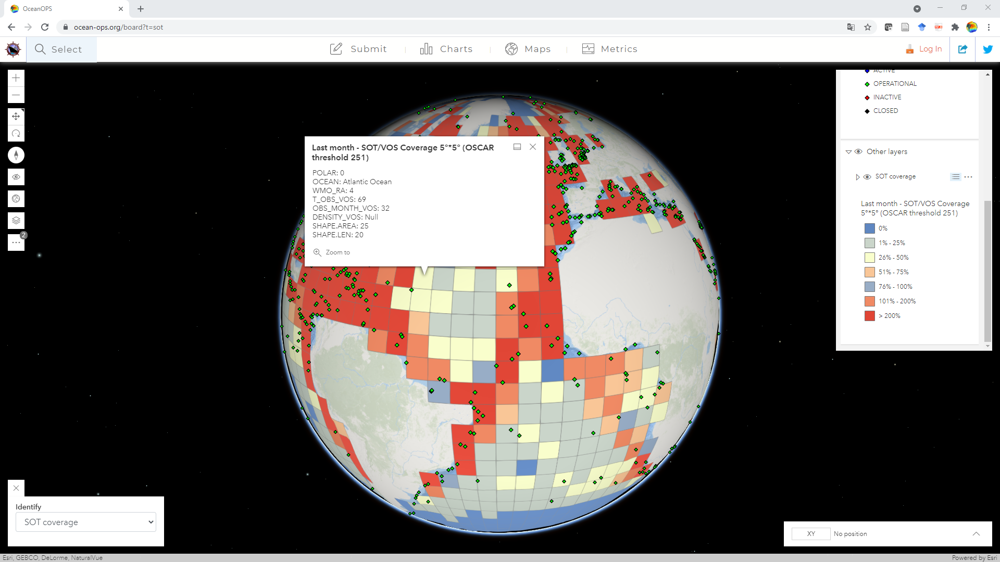 OceanOPS
ocean-ops.org/board?t=sot
Select
Submit
Charts
Maps
Metrics
Log In
2
Last month - SOT/VOS Coverage 5°*5° (OSCAR
threshold 251)
POLAR: 0
OCEAN: Atlantic Ocean
WMO_RA: 4
T_OBS_VOS: 69
OBS_MONTH_VOS: 32
DENSITY_VOS: Null
SHAPE.AREA: 25
SHAPE.LEN: 20
Zoom to
ACTIVE
OPERATIONAL
INACTIVE
CLOSED
Other layers
SOT coverage
Last month - SOT/VOS Coverage
5°*5° (OSCAR threshold 251)
0%
1% - 25%
26% - 50%
51% - 75%
76% - 100%
101% - 200%
> 200%
Identify
SOT coverage
XY No position
Esri, GEBCO, DeLorme, NaturalVue
Powered by Esri